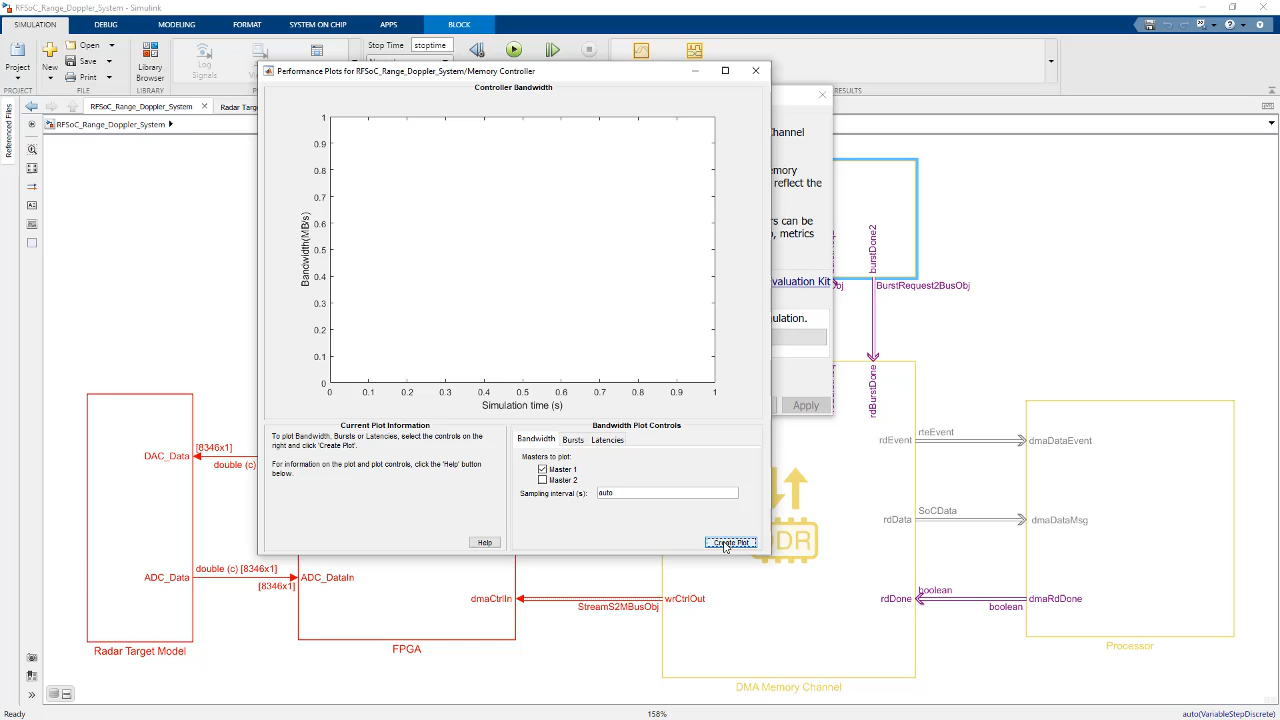 RFSoC_Range_Doppler_System - Simulink
SIMULATION
DEBUG
MODELING
FORMAT
SYSTEM ON CHIP
APPS
BLOCK
Project
New
Open
Save
Print
Library
Browser
Log
Signals
Stop Time
stoptime
PROJECT
FILE
LIBRARY
RESULTS
Referenced Files
RFSoC_Range_Doppler_System
Radar Targ
RFSoC_Range_Doppler_System
Performance Plots for RFSoC_Range_Doppler_System/Memory Controller
Controller Bandwidth
Bandwidth(MB/s)
1
0.9
0.8
0.7
0.6
0.5
0.4
0.3
0.2
0.1
0
0
0.1
0.2
0.3
0.4
0.5
0.6
0.7
0.8
0.9
1
Simulation time (s)
Current Plot Information
To plot Bandwidth, Bursts or Latencies, select the controls on the
right and click 'Create Plot'.
For information on the plot and plot controls, click the 'Help' button
below.
Help
Bandwidth Plot Controls
Bandwidth
Bursts
Latencies
Masters to plot:
Master 1
Master 2
Sampling interval (s):
auto
Create Plot
hannel
emory
reflect the
rs can be
o, metrics
valuation Kit
ulation.
Apply
burstDone2
BurstRequest2BusObj
rdBurstDone
DAC_Data
[8346x1]
double (c)
ADC_Data
double (c) [8346x1]
[8346x1]
ADC_DataIn
Radar Target Model
dmaCtrlIn
FPGA
StreamS2MBusObj
wrCtrlOut
rdEvent
rteEvent
dmaDataEvent
rdData
SoCData
dmaDataMsg
DDR
rdDone
boolean
boolean
dmaRdDone
DMA Memory Channel
Processor
Ready
158%
auto(VariableStepDiscrete)